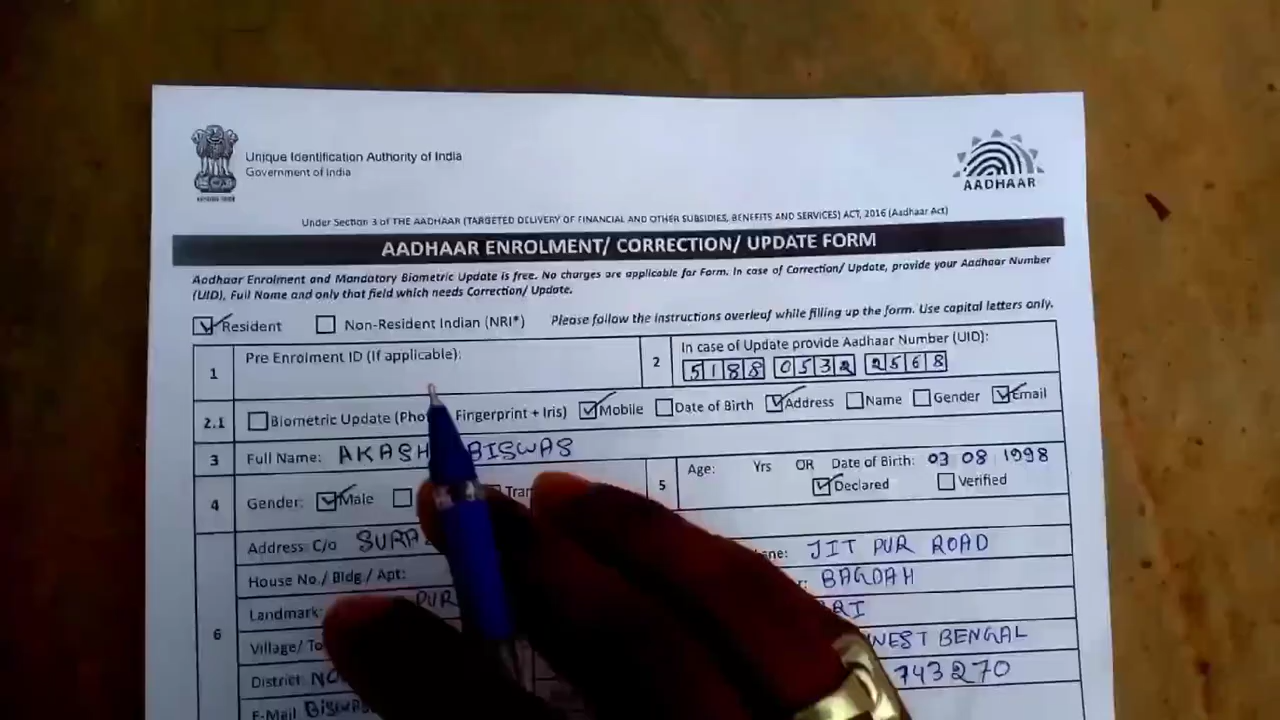 Unique Identification Authority of India
Government of India
AADHAAR
Under Section 3 of THE AADHAAR (TARGETED DELIVERY OF FINANCIAL AND OTHER SUBSIDIES, BENEFITS AND SERVICES) ACT, 2016 (Aadhaar Act)
AADHAAR ENROLMENT/ CORRECTION/ UPDATE FORM
Aadhaar Enrolment and Mandatory Biometric Update is free. No charges are applicable for Form. In case of Correction/ Update, provide your Aadhaar Number
(UID), Full Name and only that field which needs Correction/ Update.
Resident Non-Resident Indian (NRI*) Please follow the instructions overleaf while filling up the form. Use capital letters only.
1 Pre Enrolment ID (If applicable): 2 In case of Update provide Aadhaar Number (UID):
5188 0532 2568
2.1 Biometric Update (Pho Fingerprint + Iris) Mobile Date of Birth Address Name Gender Email
3 Full Name: AKASH BISWAS
4 Gender: Male 5 Age: Yrs OR Date of Birth: 03 08 1998
Declared Verified
6 Address: C/o JIT PUR ROAD
House No./ Bldg./ Apt: BAGDAH
Landmark: PUR
Village/ WEST BENGAL
District: 743270
E-Mail